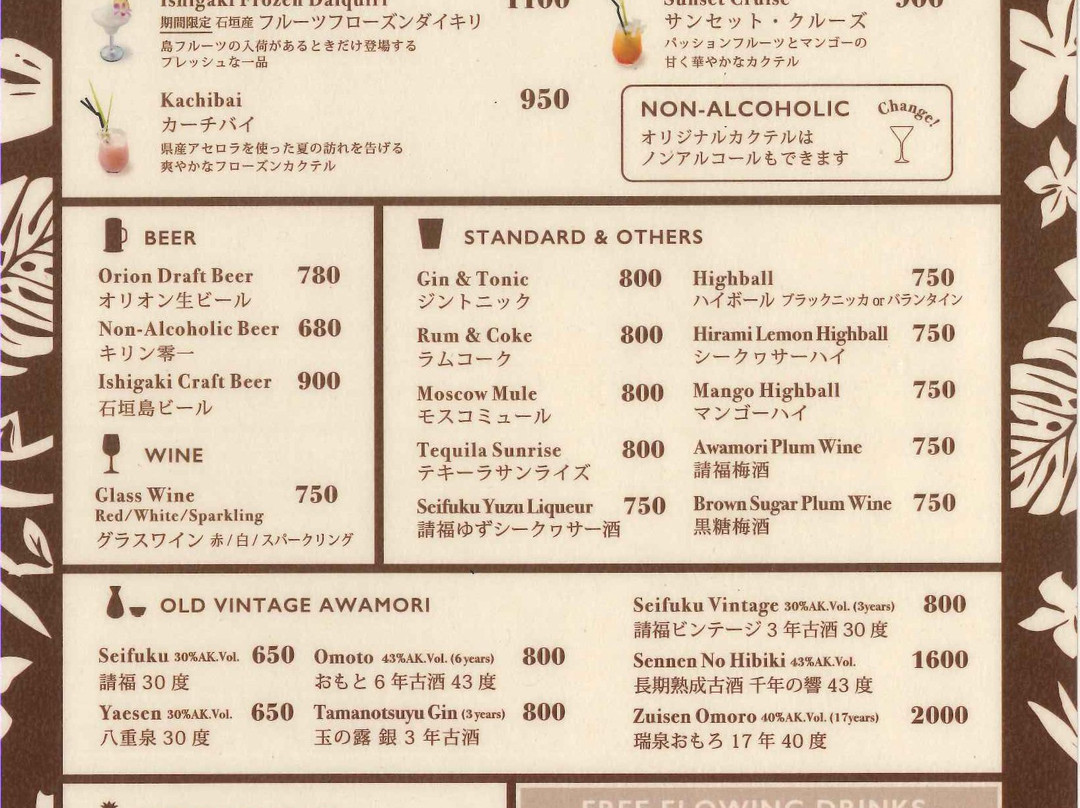 Ishigaki Frozen Daiquiri 1100
期間限定 石垣産 フルーツフローズンダイキリ
島フルーツの入荷があるときだけ登場する
フレッシュな一品
Kachibai 950
カーチバイ
県産アセロラを使った夏の訪れを告げる
爽やかなフローズンカクテル
Sunset Cruise 900
サンセット・クルーズ
パッションフルーツとマンゴーの
甘く華やかなカクテル
NON-ALCOHOLIC Change!
オリジナルカクテルは
ノンアルコールもできます
BEER
Orion Draft Beer 780
オリオン生ビール
Non-Alcoholic Beer 680
キリン零一
Ishigaki Craft Beer 900
石垣島ビール
WINE
Glass Wine 750
Red/White/Sparkling
グラスワイン 赤/白/スパークリング
STANDARD & OTHERS
Gin & Tonic 800
ジントニック
Rum & Coke 800
ラムコーク
Moscow Mule 800
モスコミュール
Tequila Sunrise 800
テキーラサンライズ
Seifuku Yuzu Liqueur 750
請福ゆずシークヮサー酒
Highball 750
ハイボール ブラックニッカ or バランタイン
Hirami Lemon Highball 750
シークヮサーハイ
Mango Highball 750
マンゴーハイ
Awamori Plum Wine 750
請福梅酒
Brown Sugar Plum Wine 750
黒糖梅酒
OLD VINTAGE AWAMORI
Seifuku 30%AK.Vol. 650
請福 30 度
Yaesen 30%AK.Vol. 650
八重泉 30 度
Omoto 43%AK.Vol. (6years) 800
おもと 6 年古酒 43 度
Tamanotsuyu Gin (3years) 800
玉の露 銀 3 年古酒
Seifuku Vintage 30%AK.Vol. (3years) 800
請福ビンテージ 3 年古酒 30 度
Sennen No Hibiki 43%AK.Vol. 1600
長期熟成古酒 千年の響 43 度
Zuisen Omoro 40%AK.Vol. (17years) 2000
瑞泉おもろ 17 年 40 度
FREE FLOWING DRINKS